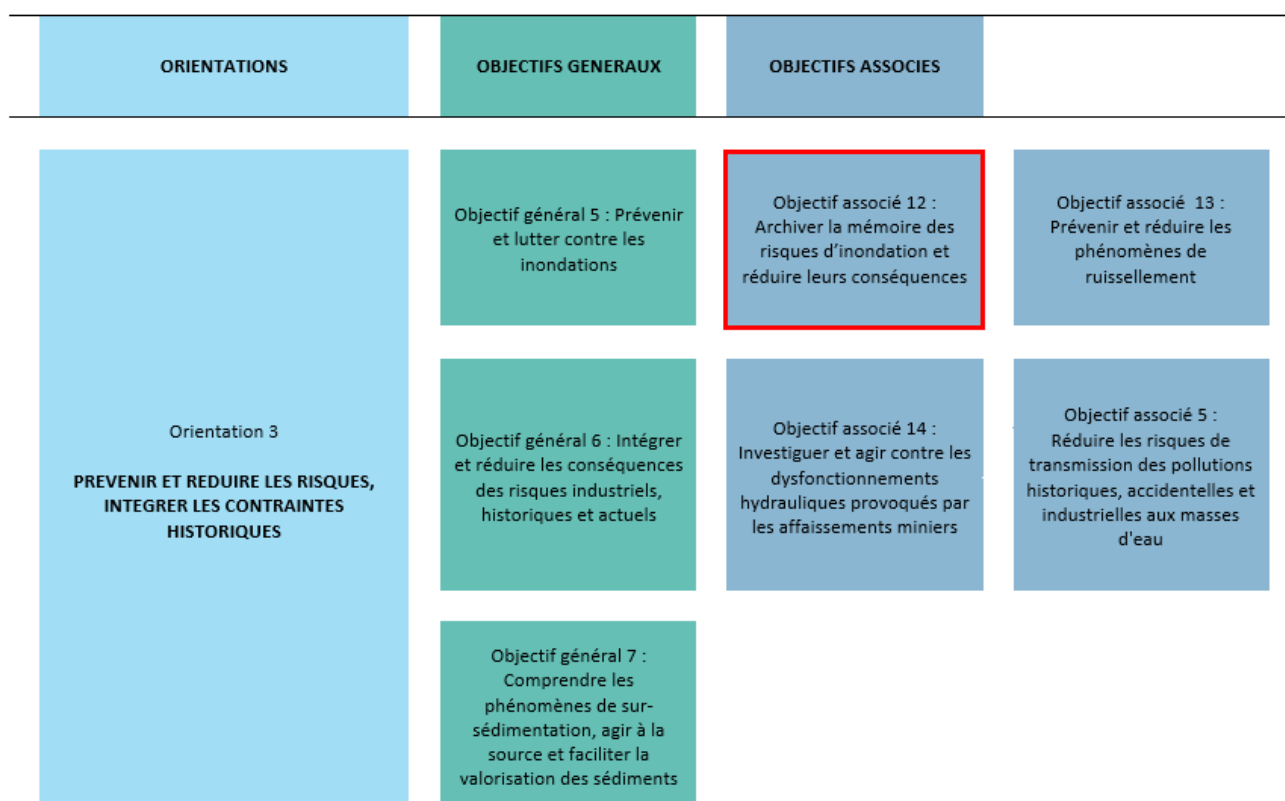 ORIENTATIONS
OBJECTIFS GENERAUX
OBJECTIFS ASSOCIES
Orientation 3
PREVENIR ET REDUIRE LES RISQUES,
INTEGRER LES CONTRAINTES
HISTORIQUES
Objectif général 5 : Prévenir
et lutter contre les
inondations
Objectif associé 12 :
Archiver la mémoire des
risques d’inondation et
réduire leurs conséquences
Objectif associé  13 :
Prévenir et réduire les
phénomènes de
ruissellement
Objectif général 6 : Intégrer
et réduire les conséquences
des risques industriels,
historiques et actuels
Objectif associé 14 :
Investiguer et agir contre les
dysfonctionnements
hydrauliques provoqués par
les affaissements miniers
Objectif associé 5 :
Réduire les risques de
transmission des pollutions
historiques, accidentelles et
industrielles aux masses
d'eau
Objectif général 7 :
Comprendre les
phénomènes de sur-
sédimentation, agir à la
source et faciliter la
valorisation des sédiments